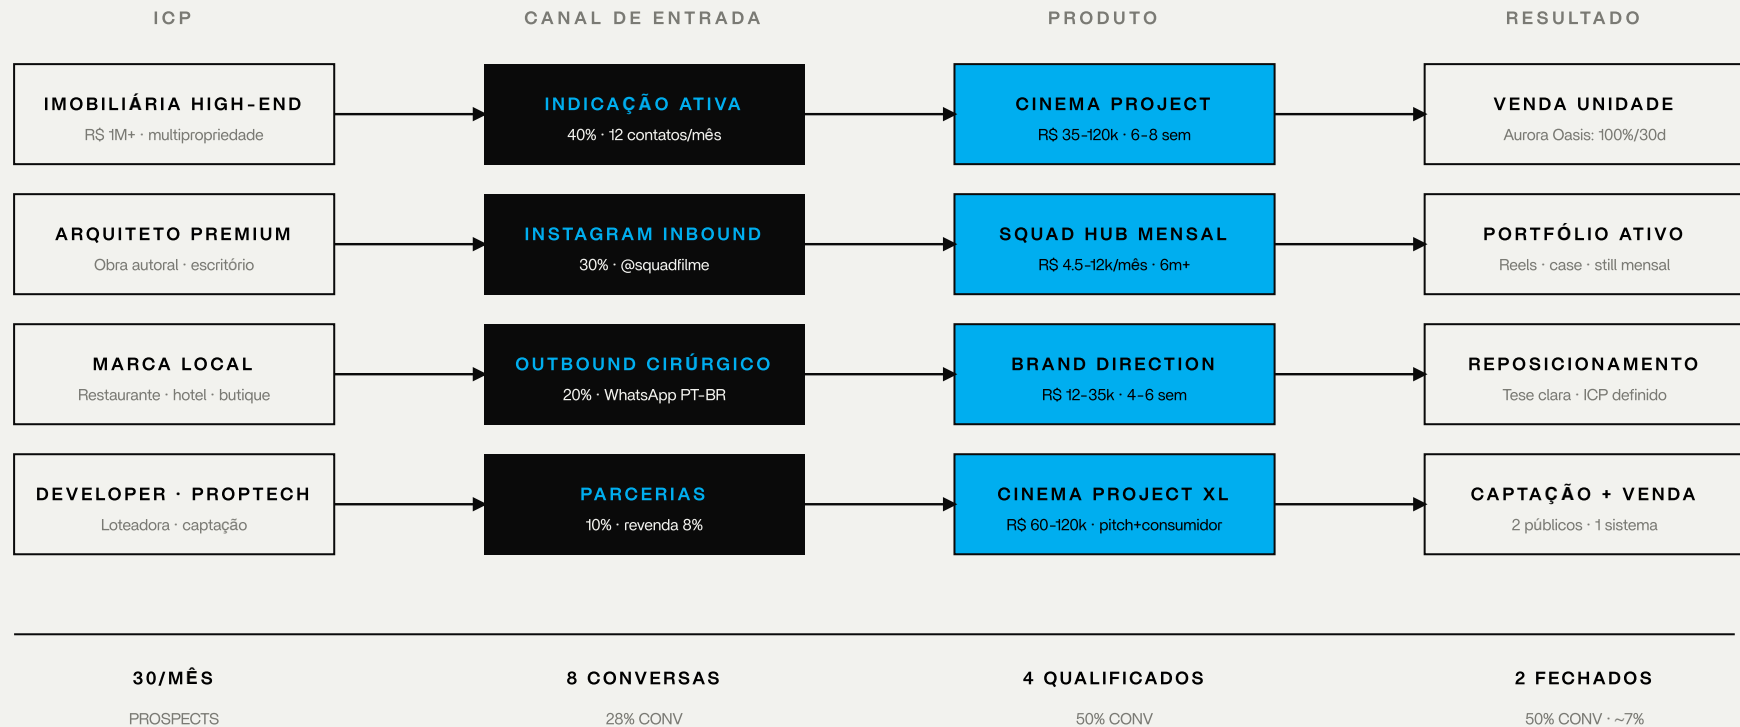 ICP
CANAL DE ENTRADA
PRODUTO
RESULTADO
IMOBILIÁRIA HIGH-END
R$ 1M+ · multipropriedade
INDICAÇÃO ATIVA
40% · 12 contatos/mês
CINEMA PROJECT
R$ 35-120k · 6-8 sem
VENDA UNIDADE
Aurora Oasis: 100%/30d
ARQUITETO PREMIUM
Obra autoral · escritório
INSTAGRAM INBOUND
30% · @squadfilme
SQUAD HUB MENSAL
R$ 4.5-12k/mês · 6m+
PORTFÓLIO ATIVO
Reels · case · still mensal
MARCA LOCAL
Restaurante · hotel · butique
OUTBOUND CIRÚRGICO
20% · WhatsApp PT-BR
BRAND DIRECTION
R$ 12-35k · 4-6 sem
REPOSICIONAMENTO
Tese clara · ICP definido
DEVELOPER · PROPTECH
Loteadora · captação
PARCERIAS
10% · revenda 8%
CINEMA PROJECT XL
R$ 60-120k · pitch+consumidor
CAPTAÇÃO + VENDA
2 públicos · 1 sistema
30/MÊS
8 CONVERSAS
4 QUALIFICADOS
2 FECHADOS
PROSPECTS
28% CONV
50% CONV
50% CONV · ~7%